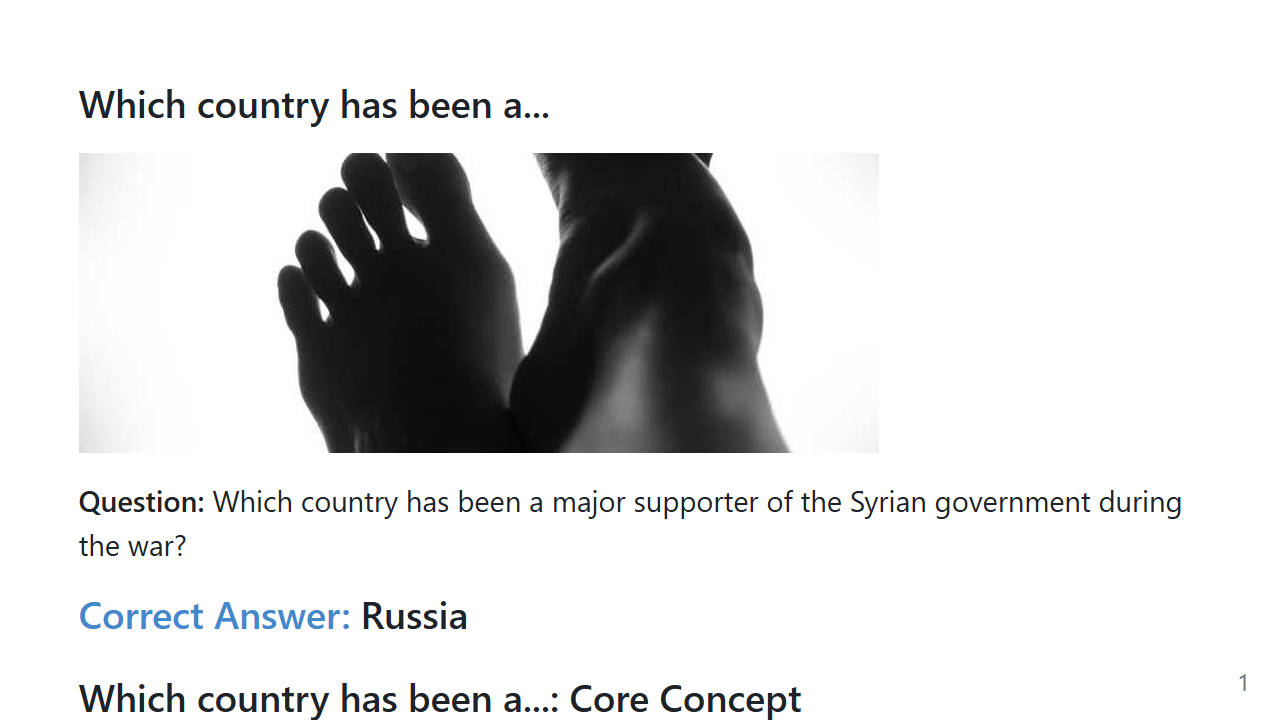 Which country has been a...
Question: Which country has been a major supporter of the Syrian government during
the war?
Correct Answer: Russia
Which country has been a...: Core Concept
1